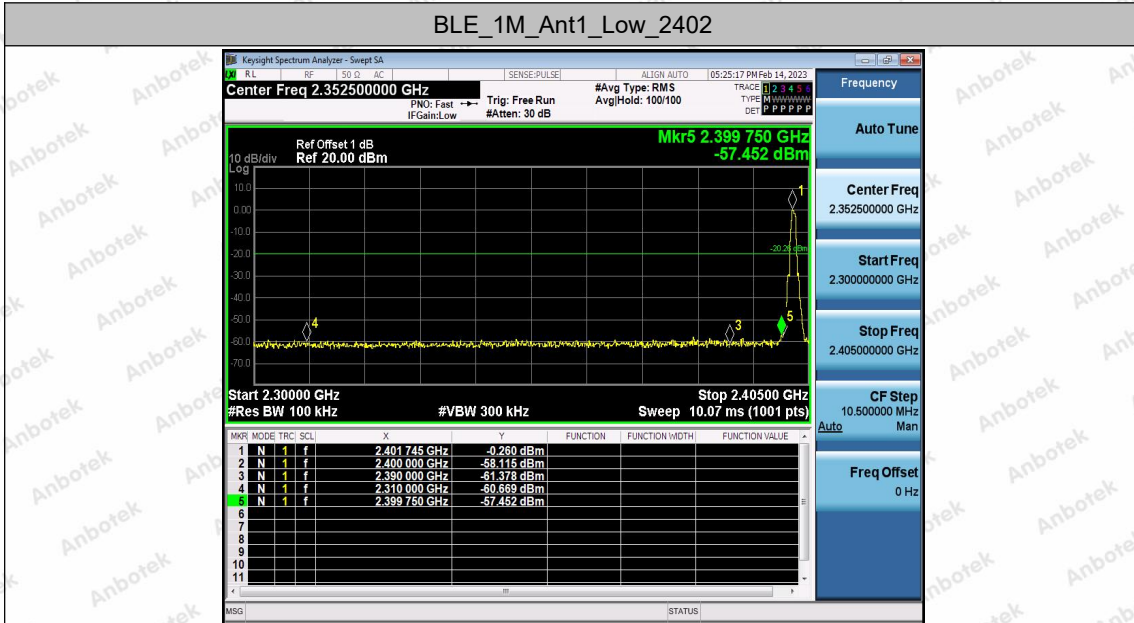 BLE_1M_Ant1_Low_2402
Keysight Spectrum Analyzer - Swept SA
RL RF 50 Ω AC SENSE:PULSE ALIGN AUTO 05:25:17 PM Feb 14, 2023
Center Freq 2.352500000 GHz
PNO: Fast
IFGain:Low
Trig: Free Run
#Atten: 30 dB
#Avg Type: RMS
Avg|Hold: 100/100
TRACE 1 2 3 4 5 6
TYPE M W W W W W
DET P P P P P P
Frequency
Auto Tune
Center Freq
2.352500000 GHz
Start Freq
2.300000000 GHz
Stop Freq
2.405000000 GHz
CF Step
10.500000 MHz
Auto Man
Freq Offset
0 Hz
Mkr5 2.399 750 GHz
-57.452 dBm
Ref Offset 1 dB
10 dB/div Ref 20.00 dBm
Log
10.0
0.00
-10.0
-20.0
-30.0
-40.0
-50.0
-60.0
-70.0
-20.26 dBm
1
4
3
5
Start 2.30000 GHz Stop 2.40500 GHz
#Res BW 100 kHz #VBW 300 kHz Sweep 10.07 ms (1001 pts)
MKR MODE TRC SCL X Y FUNCTION FUNCTION WIDTH FUNCTION VALUE
1 N 1 f 2.401 745 GHz -0.260 dBm
2 N 1 f 2.400 000 GHz -58.115 dBm
3 N 1 f 2.390 000 GHz -61.378 dBm
4 N 1 f 2.310 000 GHz -60.669 dBm
5 N 1 f 2.399 750 GHz -57.452 dBm
6
7
8
9
10
11
MSG STATUS
Anbotek